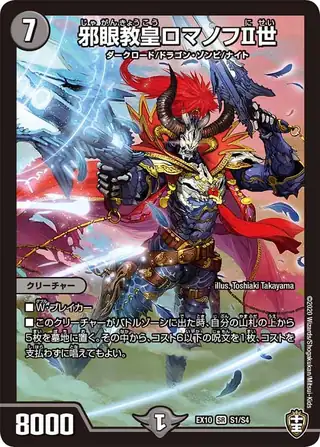 7
じゃがんきょうこう にせい
邪眼教皇ロマノフII世
ダークロード/ドラゴン・ゾンビ/ナイト
illus. Toshiaki Takayama
クリーチャー
■W・ブレイカー
■このクリーチャーがバトルゾーンに出た時、自分の山札の上から
5枚を墓地に置く。その中から、コスト6以下の呪文を1枚、コストを
支払わずに唱えてもよい。
©2020 Wizards/Shogakukan/Mitsui-Kids
8000
EX10 SR S1/S4